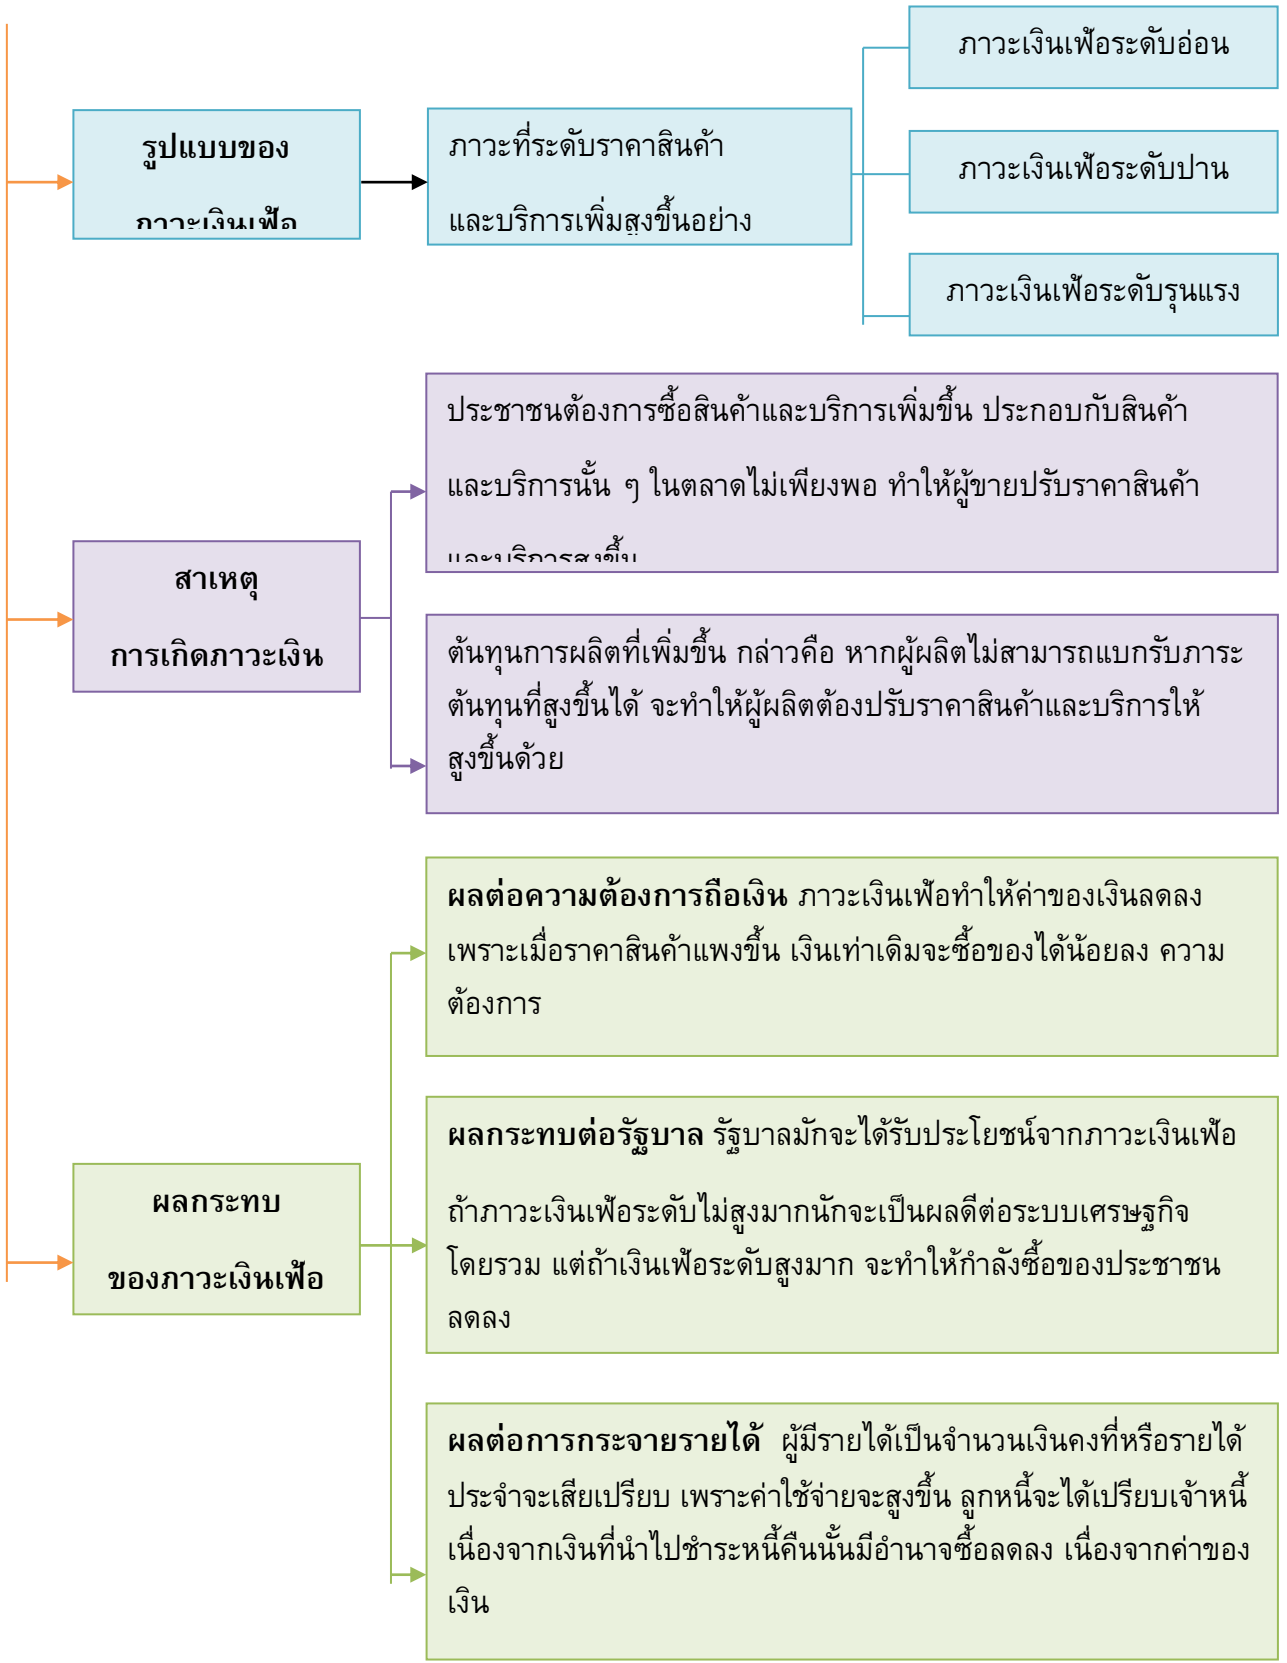 รูปแบบของ
ภาวะเงินเฟ้อ
ภาวะที่ระดับราคาสินค้า
และบริการเพิ่มสูงขึ้นอย่าง
ภาวะเงินเฟ้อระดับอ่อน
ภาวะเงินเฟ้อระดับปาน
ภาวะเงินเฟ้อระดับรุนแรง
สาเหตุ
การเกิดภาวะเงิน
ประชาชนต้องการซื้อสินค้าและบริการเพิ่มขึ้น ประกอบกับสินค้า
และบริการนั้น ๆ ในตลาดไม่เพียงพอ ทำให้ผู้ขายปรับราคาสินค้า
และบริการสูงขึ้น
ต้นทุนการผลิตที่เพิ่มขึ้น กล่าวคือ หากผู้ผลิตไม่สามารถแบกรับภาระ
ต้นทุนที่สูงขึ้นได้ จะทำให้ผู้ผลิตต้องปรับราคาสินค้าและบริการให้
สูงขึ้นด้วย
ผลกระทบ
ของภาวะเงินเฟ้อ
ผลต่อความต้องการถือเงิน ภาวะเงินเฟ้อทำให้ค่าของเงินลดลง
เพราะเมื่อราคาสินค้าแพงขึ้น เงินเท่าเดิมจะซื้อของได้น้อยลง ความ
ต้องการ
ผลกระทบต่อรัฐบาล รัฐบาลมักจะได้รับประโยชน์จากภาวะเงินเฟ้อ
ถ้าภาวะเงินเฟ้อระดับไม่สูงมากนักจะเป็นผลดีต่อระบบเศรษฐกิจ
โดยรวม แต่ถ้าเงินเฟ้อระดับสูงมาก จะทำให้กำลังซื้อของประชาชน
ลดลง
ผลต่อการกระจายรายได้ ผู้มีรายได้เป็นจำนวนเงินคงที่หรือรายได้
ประจำจะเสียเปรียบ เพราะค่าใช้จ่ายจะสูงขึ้น ลูกหนี้จะได้เปรียบเจ้าหนี้
เนื่องจากเงินที่นำไปชำระหนี้คืนนั้นมีอำนาจซื้อลดลง เนื่องจากค่าของ
เงิน